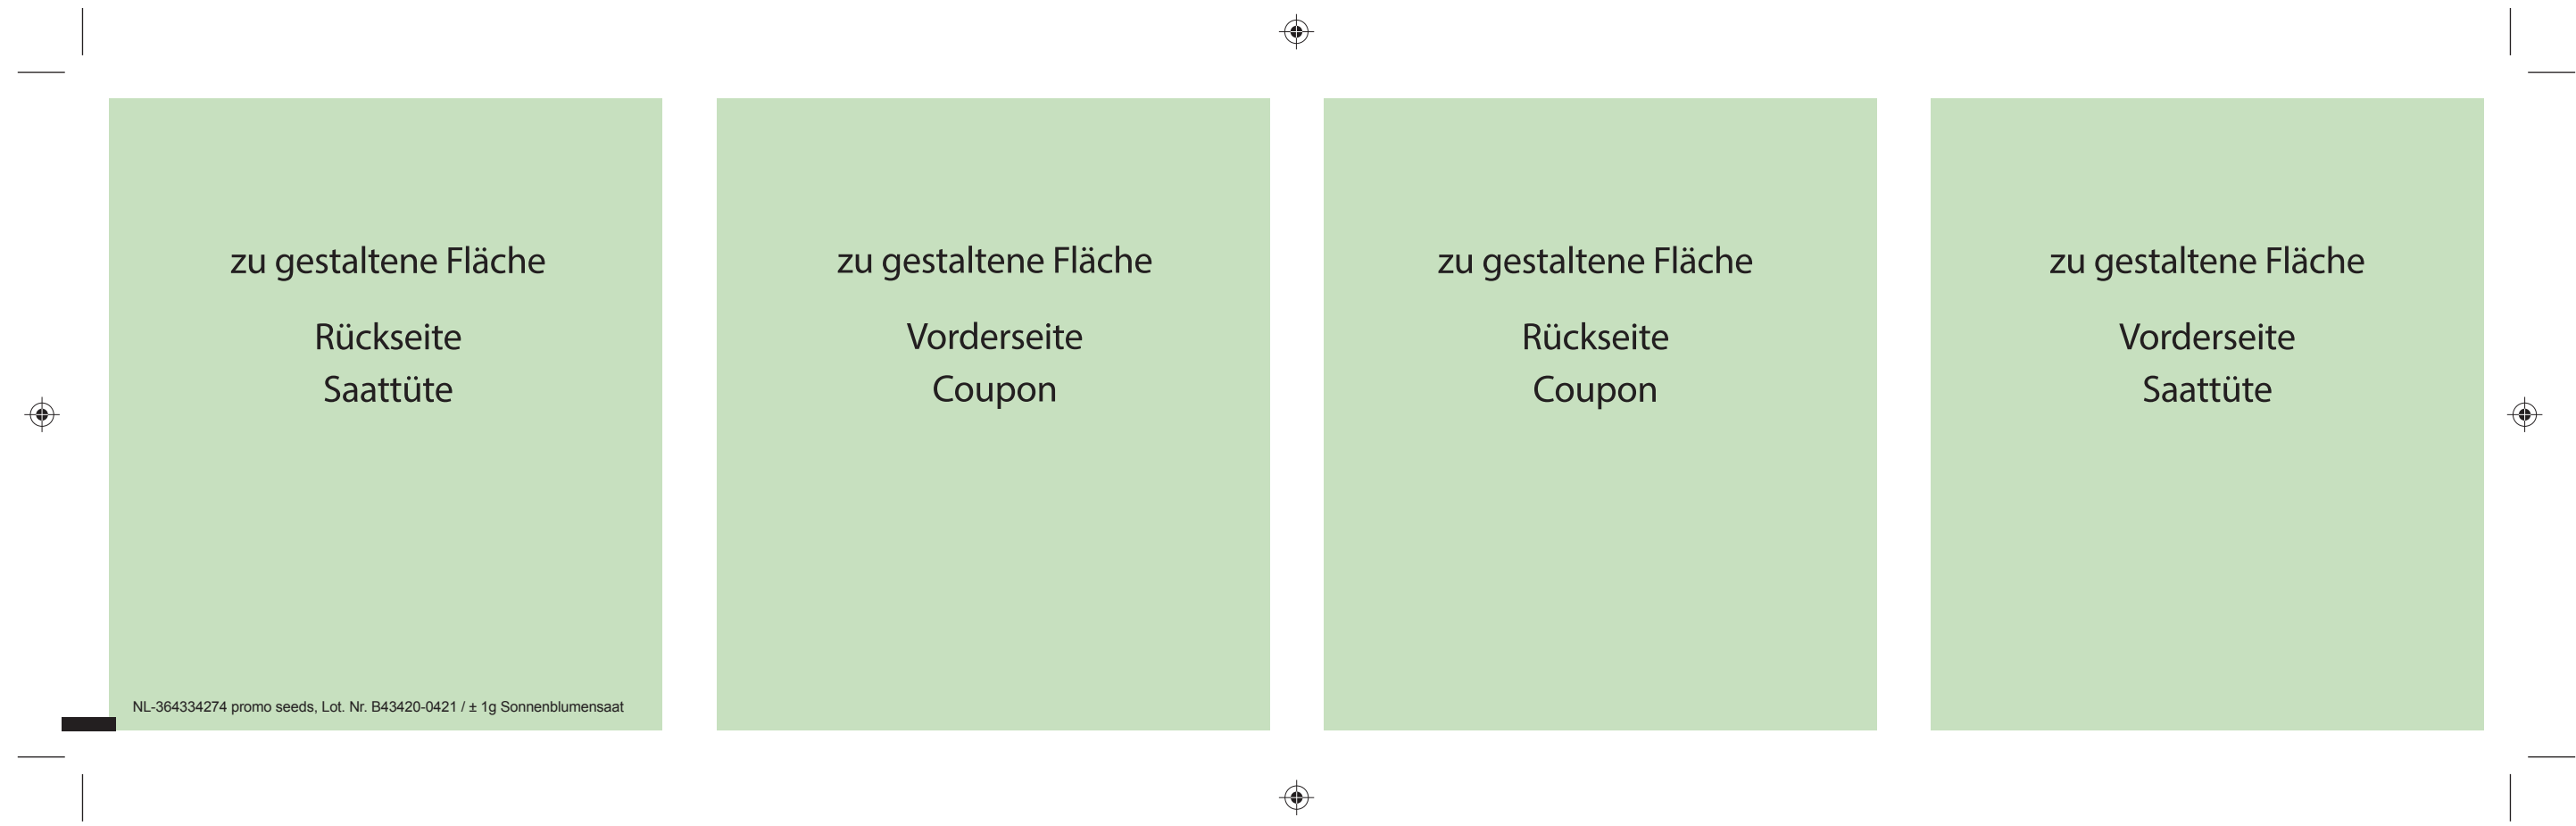 zu gestaltene Fläche
Rückseite
Saattüte
NL-364334274 promo seeds, Lot. Nr. B43420-0421 / ± 1g Sonnenblumensaat
zu gestaltene Fläche
Vorderseite
Coupon
zu gestaltene Fläche
Rückseite
Coupon
zu gestaltene Fläche
Vorderseite
Saattüte